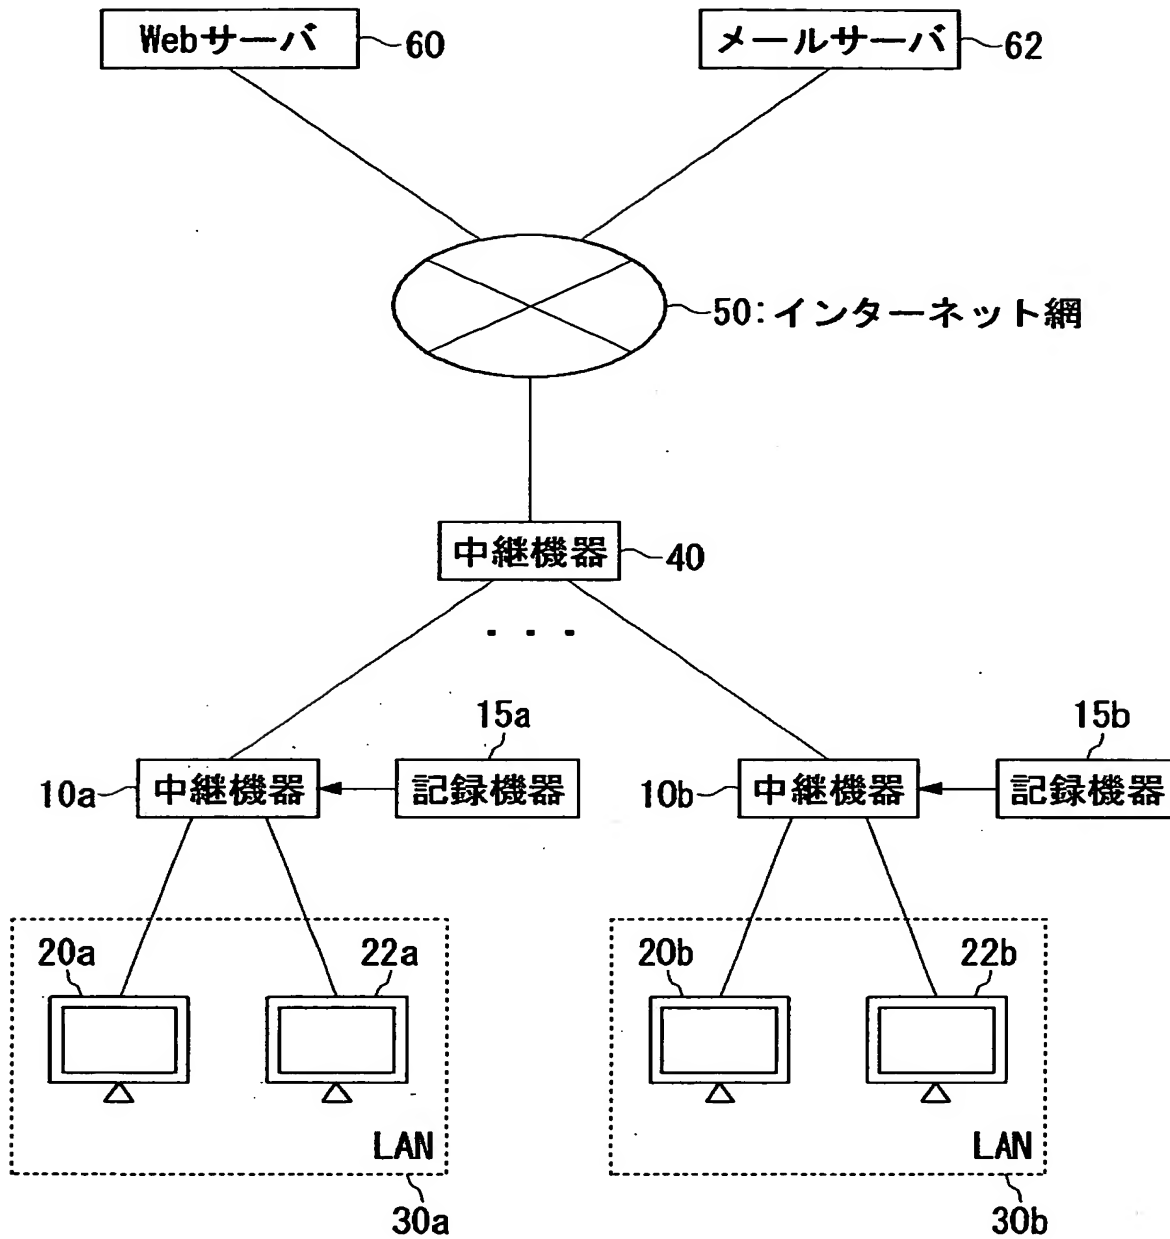 Webサーバ 60
メールサーバ 62
50:インターネット網
中継機器 40
・・・
15a
15b
10a 中継機器
記録機器
10b 中継機器
記録機器
20a
22a
20b
22b
LAN
LAN
30a
30b